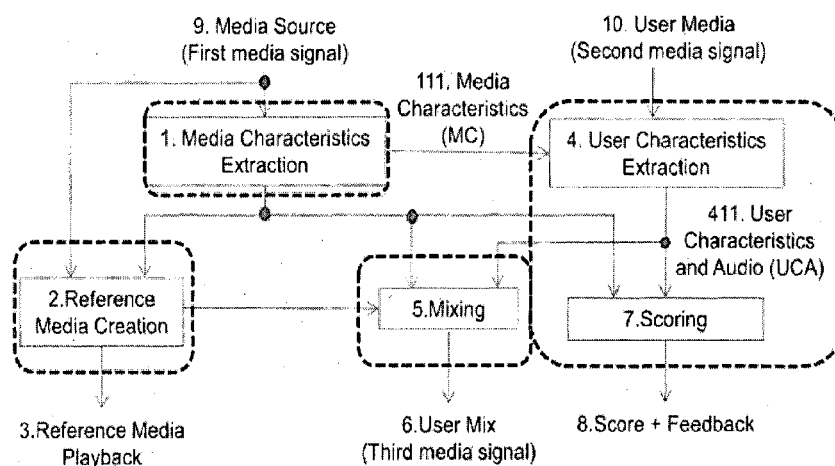 9. Media Source
(First media signal)
10. User Media
(Second media signal)
111. Media
Characteristics
(MC)
1. Media Characteristics
Extraction
4. User Characteristics
Extraction
411. User
Characteristics
and Audio (UCA)
2.Reference
Media Creation
5.Mixing
7.Scoring
3.Reference Media
Playback
6.User Mix
(Third media signal)
8.Score + Feedback